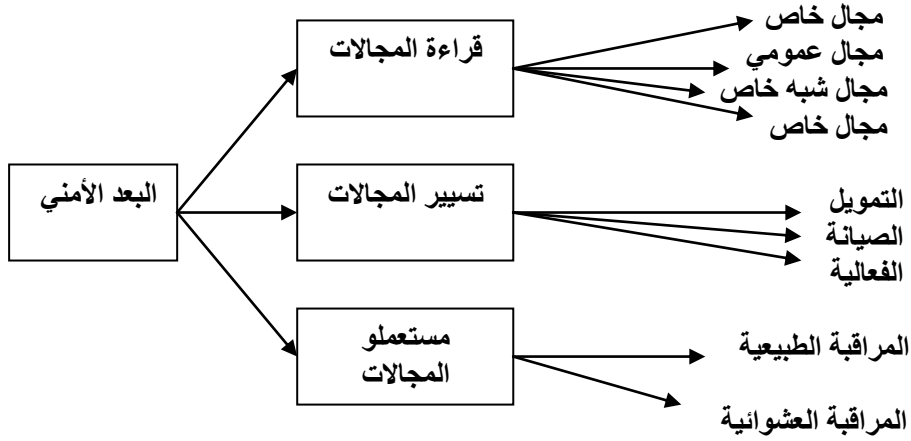 البعد الأمني
قراءة المجالات
مجال خاص
مجال عمومي
مجال شبه خاص
مجال خاص
تسيير المجالات
التمويل
الصيانة
الفعالية
مستعملو
المجالات
المراقبة الطبيعية
المراقبة العشوائية